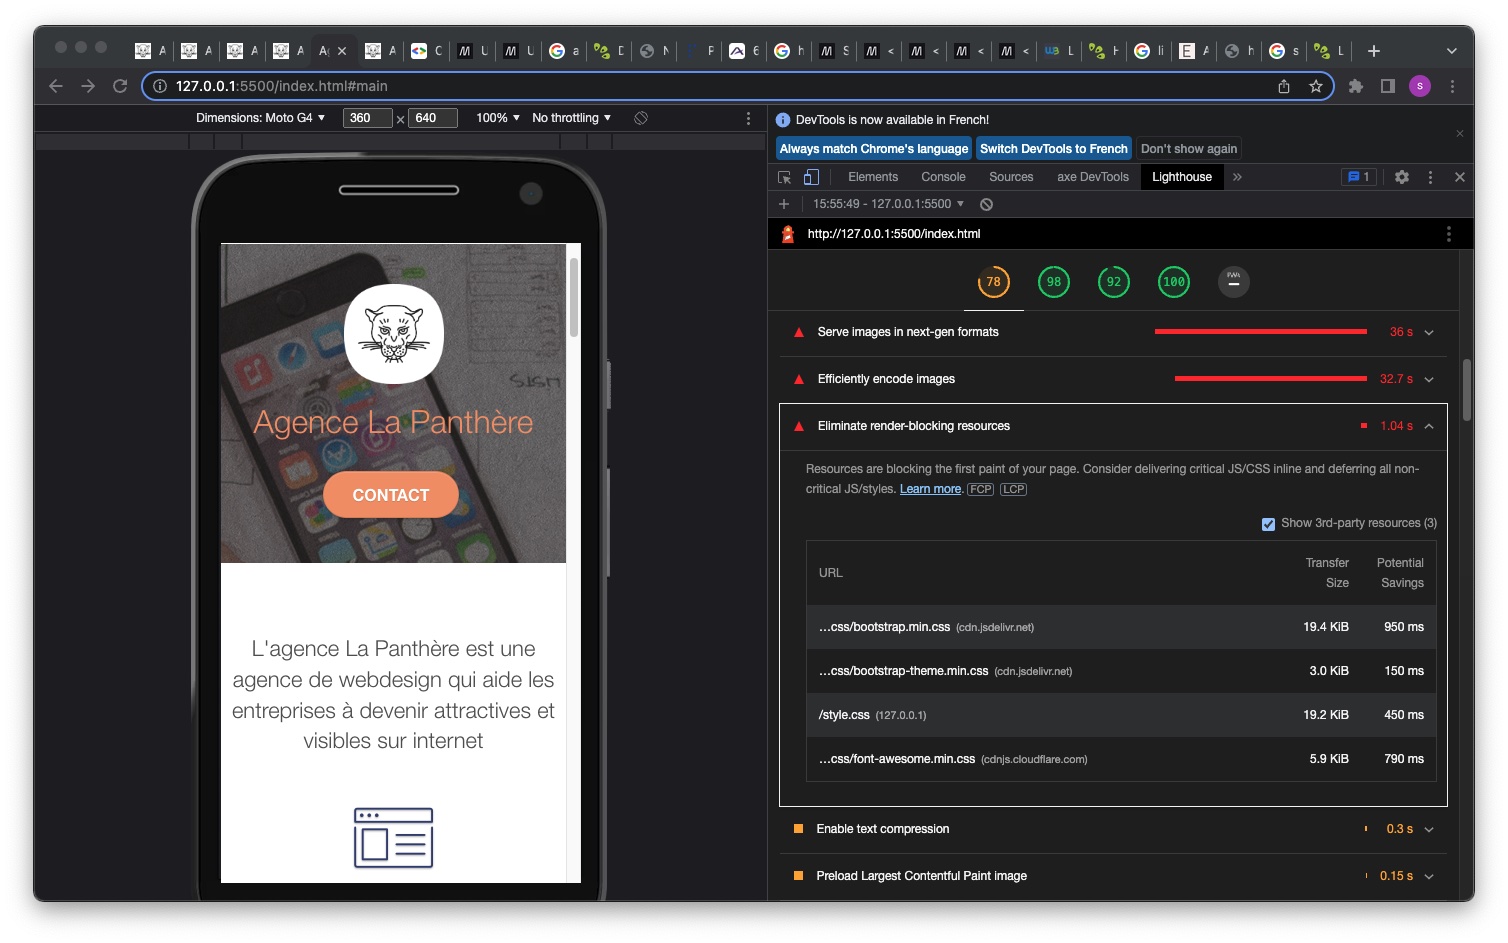 A
A
A
A
Ag
A
C
U
U
a
D
N
P
6
h
S
<
<
<
<
L
H
li
A
h
s
L
127.0.0.1:5500/index.html#main
s
Dimensions: Moto G4
360
×
640
100%
No throttling
DevTools is now available in French!
Always match Chrome's language
Switch DevTools to French
Don't show again
Elements
Console
Sources
axe DevTools
Lighthouse
»
1
15:55:49 - 127.0.0.1:5500
http://127.0.0.1:5500/index.html
78
98
92
100
PWA
Serve images in next-gen formats
36 s
Efficiently encode images
32.7 s
Eliminate render-blocking resources
1.04 s
Resources are blocking the first paint of your page. Consider delivering critical JS/CSS inline and deferring all non-
critical JS/styles. Learn more. FCP LCP
Show 3rd-party resources (3)
URL
Transfer
Size
Potential
Savings
...css/bootstrap.min.css (cdn.jsdelivr.net)
19.4 KiB
950 ms
...css/bootstrap-theme.min.css (cdn.jsdelivr.net)
3.0 KiB
150 ms
/style.css (127.0.0.1)
19.2 KiB
450 ms
...css/font-awesome.min.css (cdnjs.cloudflare.com)
5.9 KiB
790 ms
Enable text compression
0.3 s
Preload Largest Contentful Paint image
0.15 s
Agence La Panthère
CONTACT
L'agence La Panthère est une
agence de webdesign qui aide les
entreprises à devenir attractives et
visibles sur internet